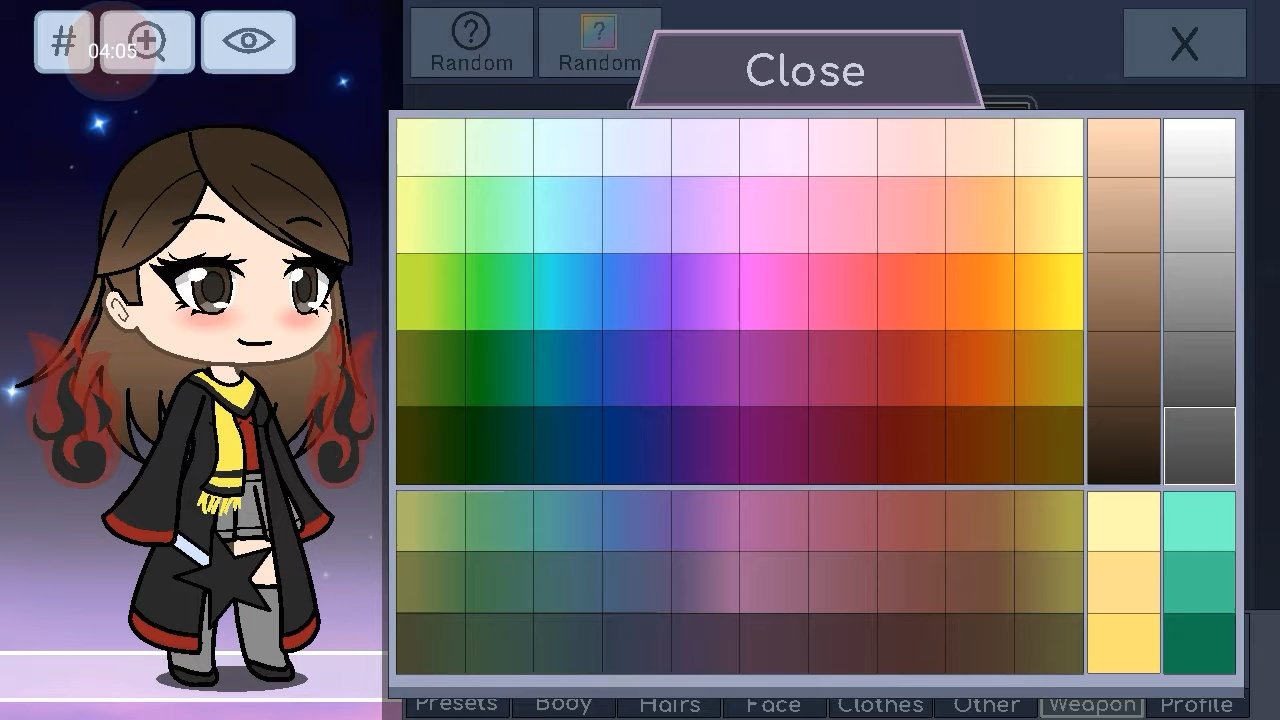 #
04:05
?
Random
?
Random
Close
X
Presets
Body
Hairs
Face
Clothes
Other
Weapon
Profile